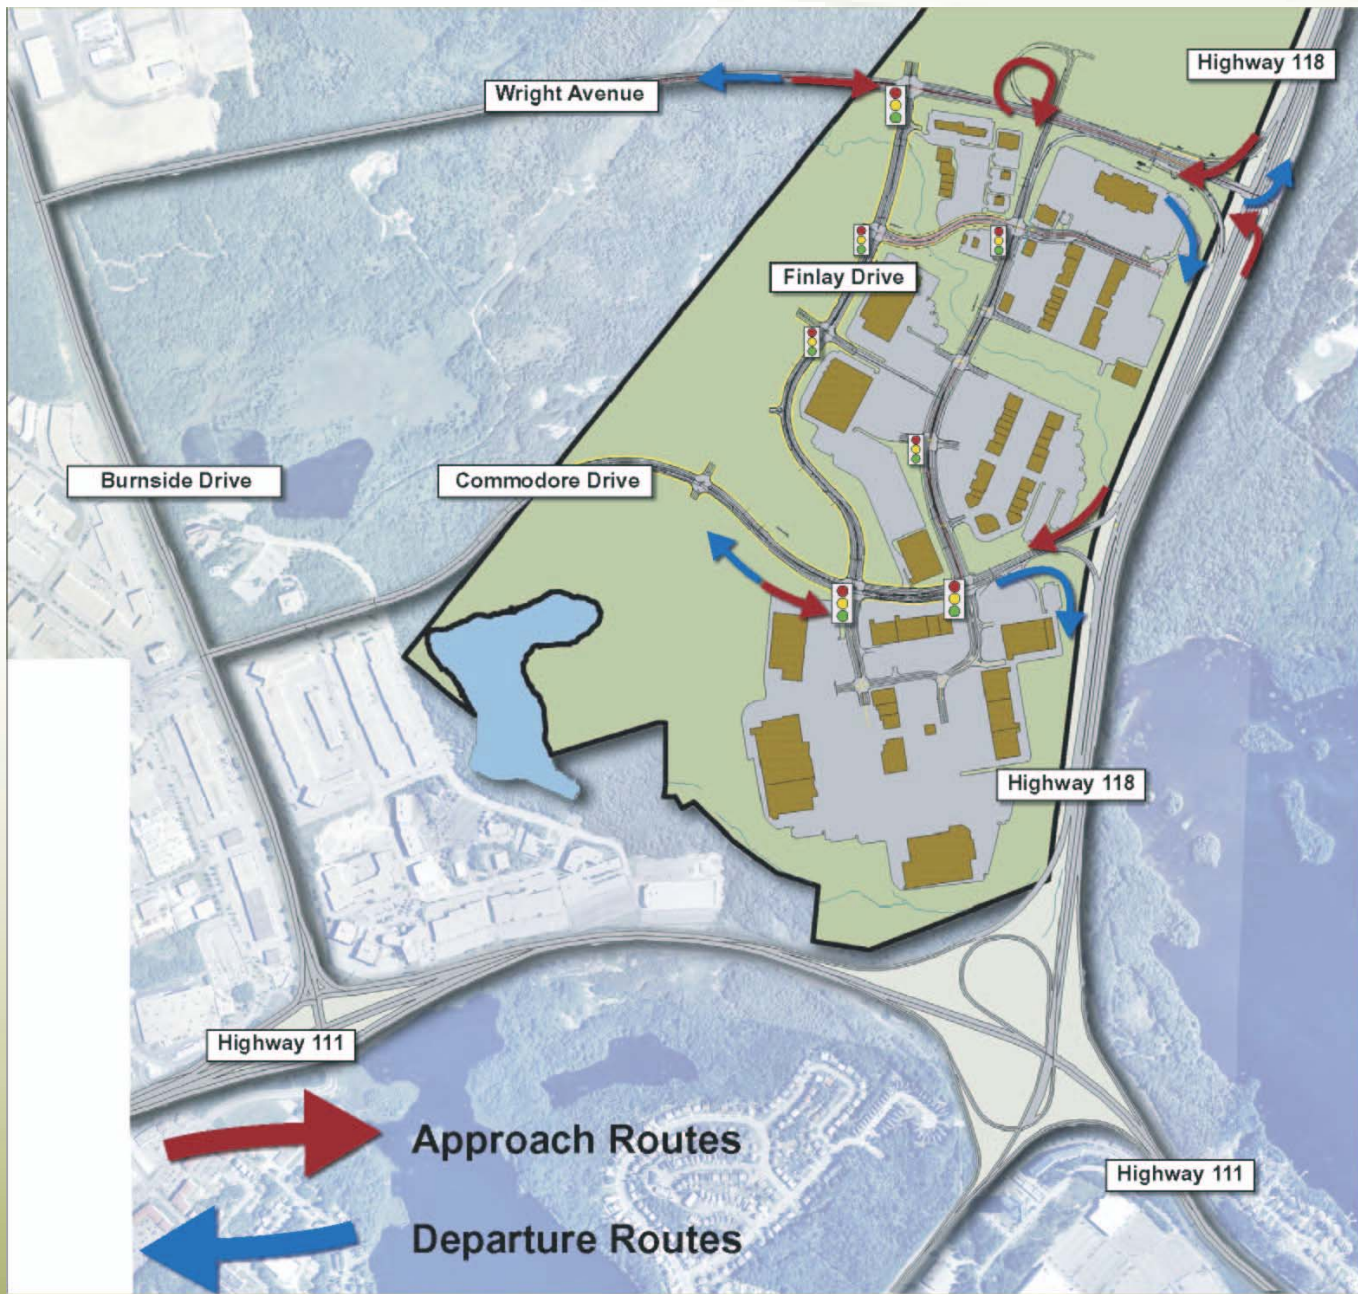 Highway 118
Wright Avenue
Finlay Drive
Burnside Drive
Commodore Drive
Highway 118
Highway 111
Approach Routes
Highway 111
Departure Routes